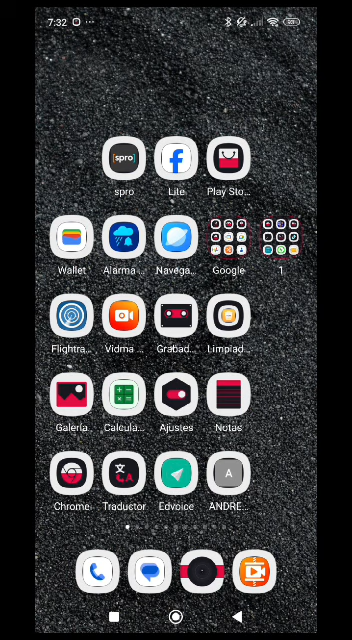 7:32
[spro]
spro Lite Play Sto...
Wallet Alarma ... Navega... Google 1
Flightra... Vidma ... Grabad... Limpiad...
Galería Calcula... Ajustes Notas
A
Chrome Traductor Edvoice ANDRE...